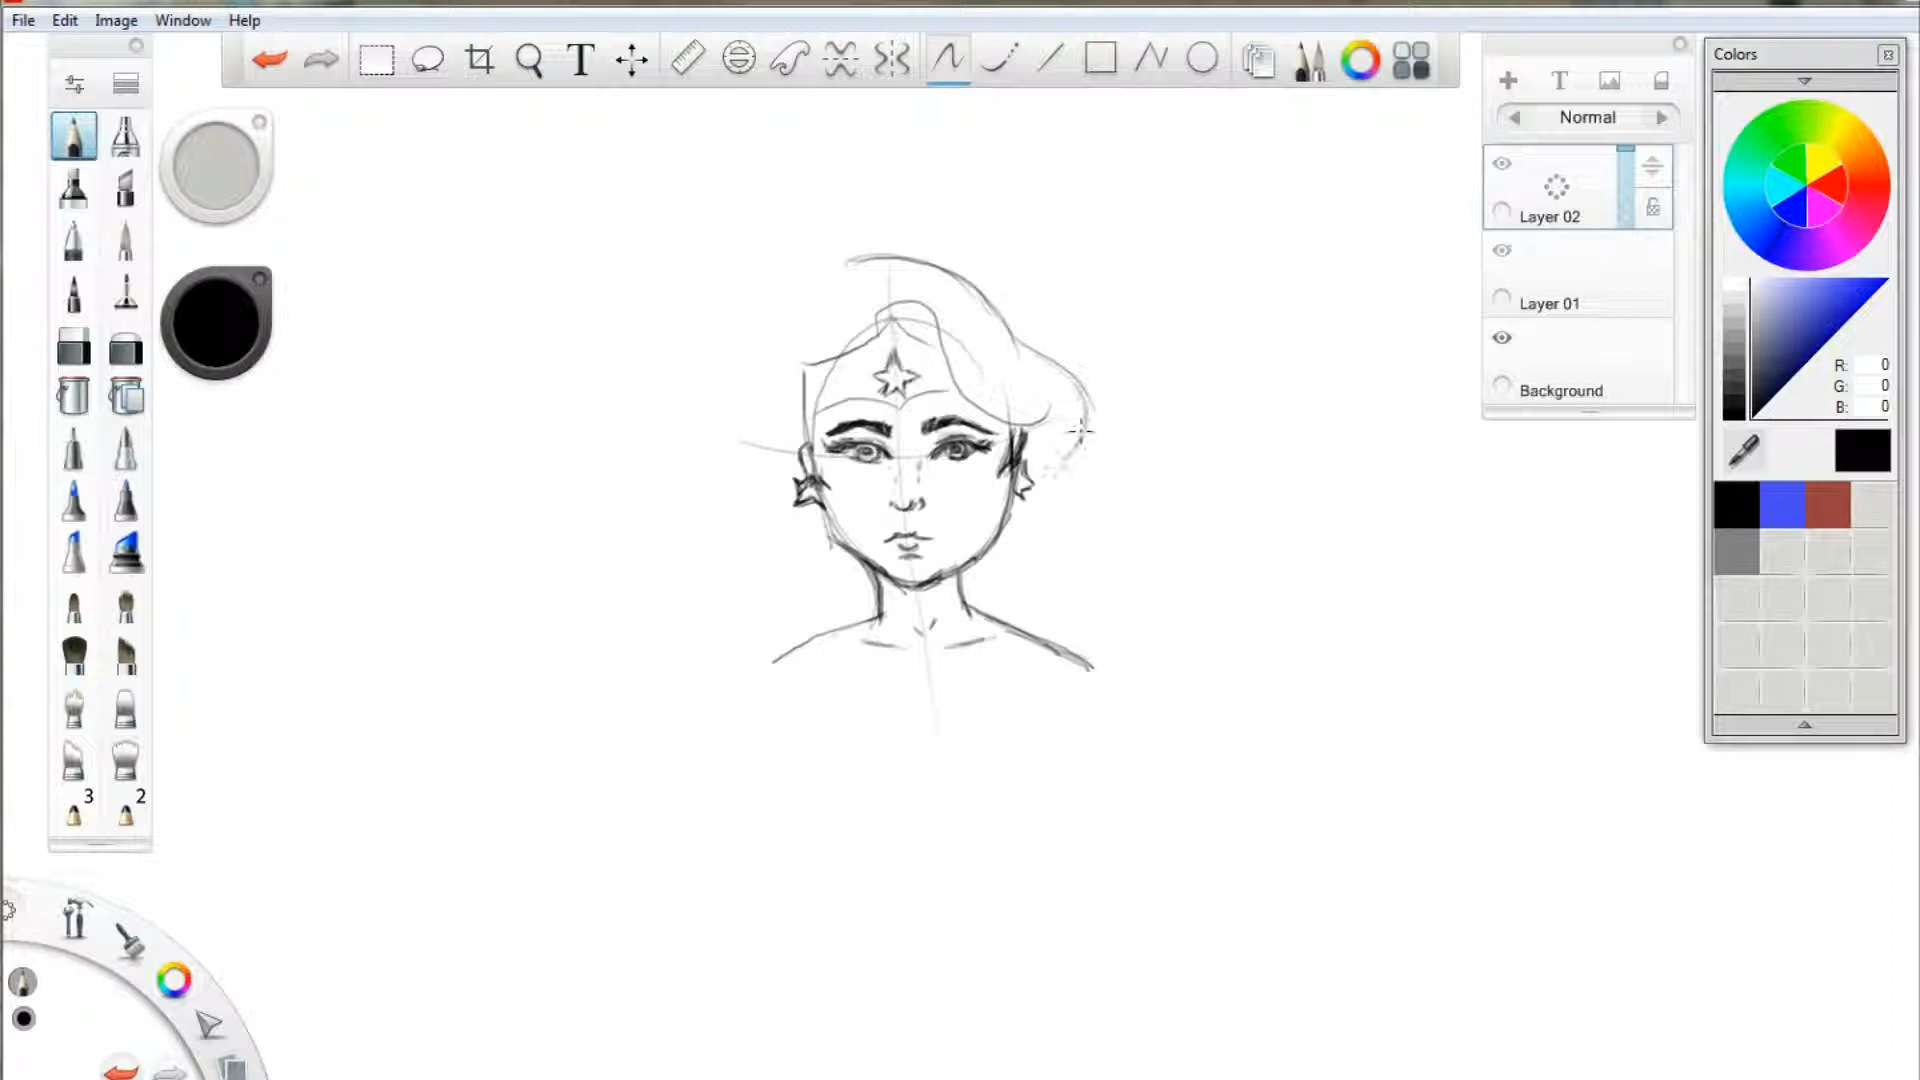 File Edit Image Window Help
Colors
T
T
Normal
Layer 02
Layer 01
R: 0
G: 0
B: 0
Background
3 2